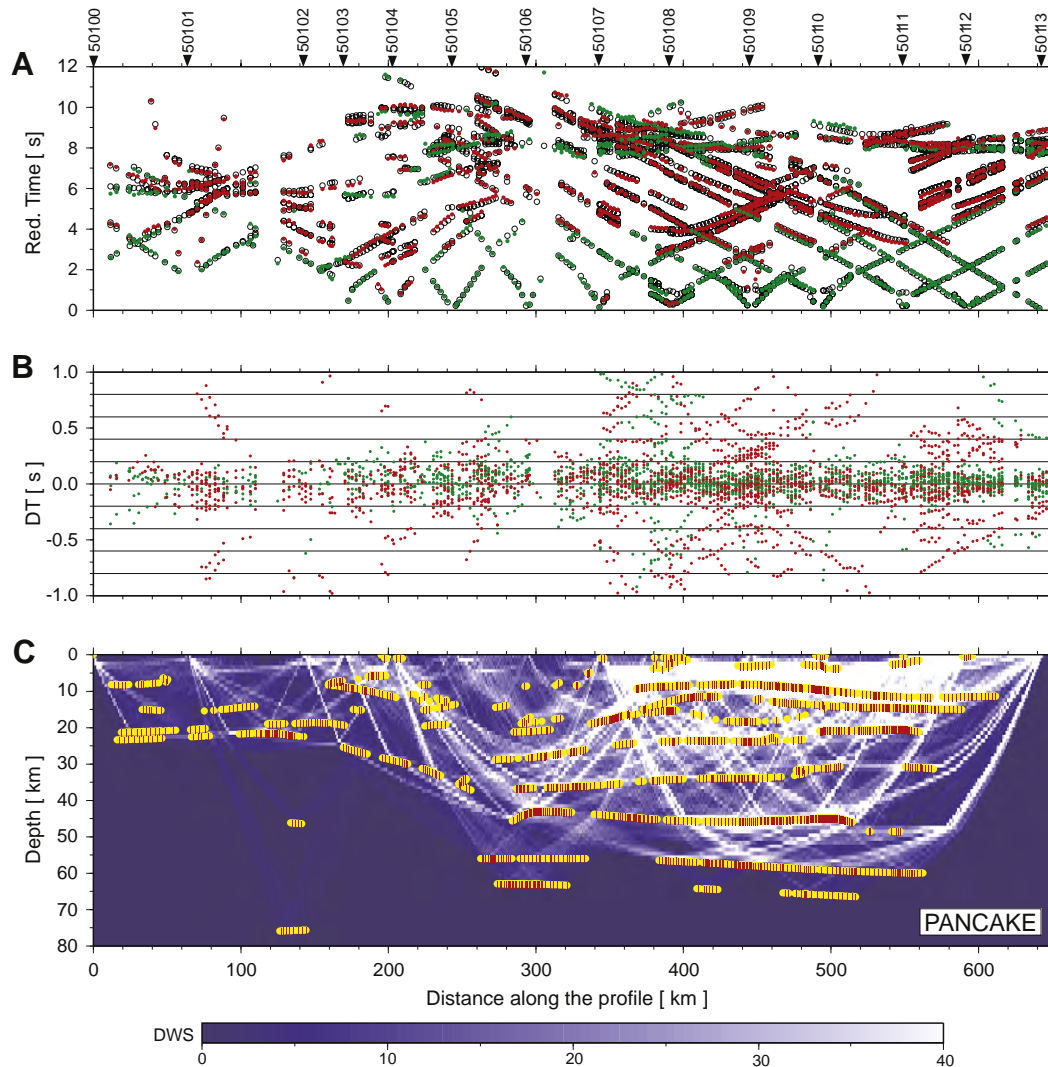 50100 50101 50102 50103 50104 50105 50106 50107 50108 50109 50110 50111 50112 50113
A
12
10
8
6
4
2
0
Red. Time [ s]
B
1.0
0.5
0.0
-0.5
-1.0
DT [ s ]
C
0
10
20
30
40
50
60
70
80
Depth [ km]
PANCAKE
0 100 200 300 400 500 600
Distance along the profile [ km ]
DWS
0 10 20 30 40